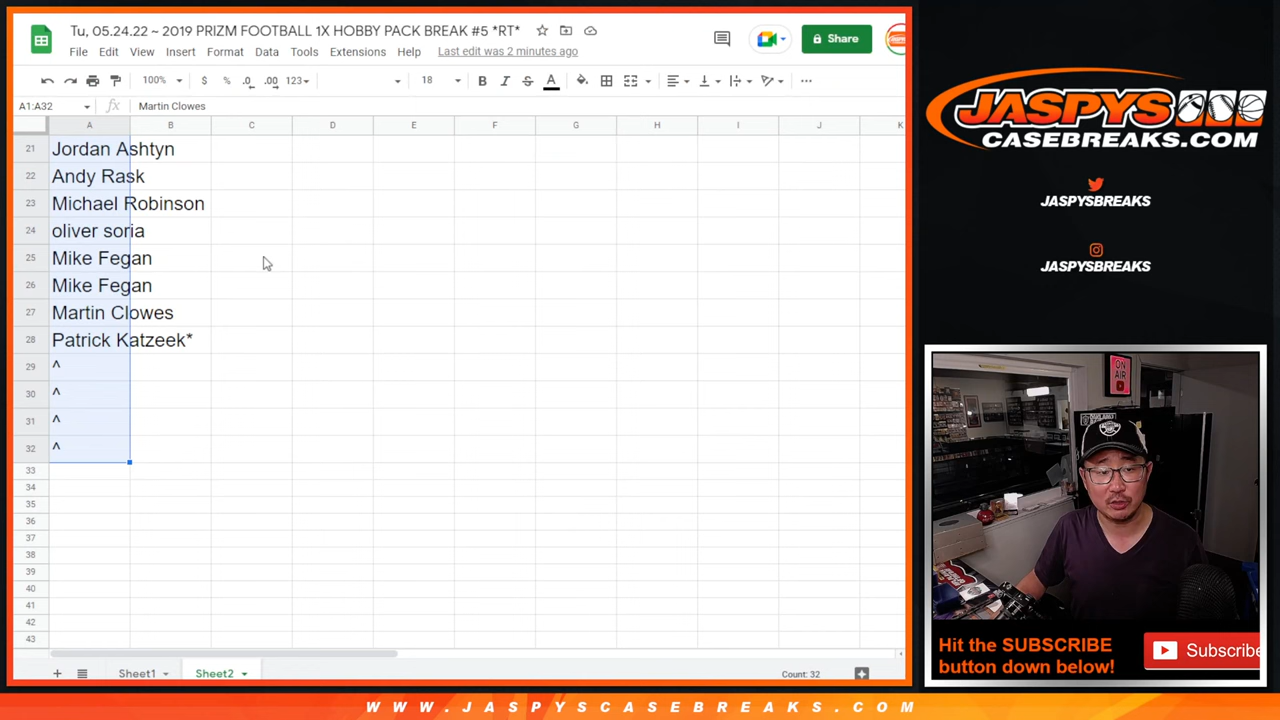 Tu, 05.24.22 ~ 2019 PRIZM FOOTBALL 1X HOBBY PACK BREAK #5 *RT*
File Edit View Insert Format Data Tools Extensions Help Last edit was 2 minutes ago
Share
100% $ % .0 .00 123 18 B I S A
A1:A32 fx Martin Clowes
A B C D E F G H I J K
21 Jordan Ashtyn
22 Andy Rask
23 Michael Robinson
24 oliver soria
25 Mike Fegan
26 Mike Fegan
27 Martin Clowes
28 Patrick Katzeek*
29 ^
30 ^
31 ^
32 ^
33
34
35
36
37
38
39
40
41
42
43
+ Sheet1 Sheet2 Count: 32
JASPYS
CASEBREAKS.COM
JASPYSBREAKS
JASPYSBREAKS
ON
AIR
Hit the SUBSCRIBE
button down below!
Subscribe
WWW.JASPYSCASEBREAKS.COM